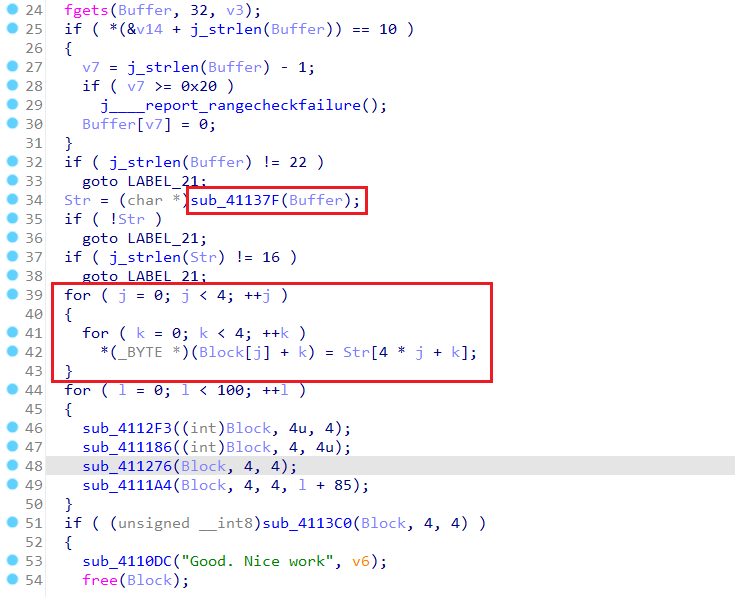 24 fgets(Buffer, 32, v3);
25 if ( *(&v14 + j_strlen(Buffer)) == 10 )
26 {
27 v7 = j_strlen(Buffer) - 1;
28 if ( v7 >= 0x20 )
29 j____report_rangecheckfailure();
30 Buffer[v7] = 0;
31 }
32 if ( j_strlen(Buffer) != 22 )
33 goto LABEL_21;
34 Str = (char *)sub_41137F(Buffer);
35 if ( !Str )
36 goto LABEL_21;
37 if ( j_strlen(Str) != 16 )
38 goto LABEL_21;
39 for ( j = 0; j < 4; ++j )
40 {
41 for ( k = 0; k < 4; ++k )
42 *(_BYTE *)(Block[j] + k) = Str[4 * j + k];
43 }
44 for ( l = 0; l < 100; ++l )
45 {
46 sub_4112F3((int)Block, 4u, 4);
47 sub_411186((int)Block, 4, 4u);
48 sub_411276(Block, 4, 4);
49 sub_4111A4(Block, 4, 4, l + 85);
50 }
51 if ( (unsigned __int8)sub_4113C0(Block, 4, 4) )
52 {
53 sub_4110DC("Good. Nice work", v6);
54 free(Block);